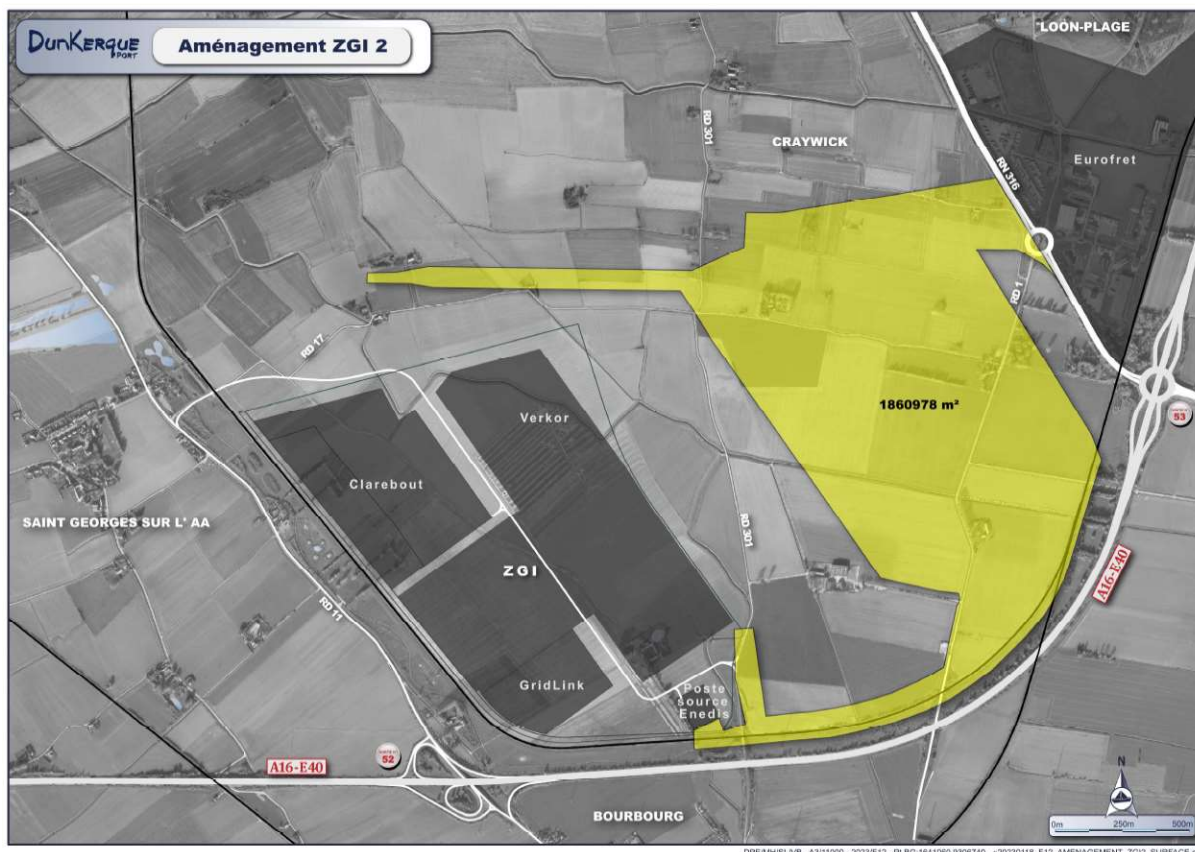 DUNKERQUE
PORT
Aménagement ZGI 2
LOON-PLAGE
RD 301
CRAYWICK
Eurofret
RN 316
RD 1
RD 17
1860978 m²
53
Verkor
Clarebout
SAINT GEORGES SUR L' AA
ZGI
RD 301
A16-E40
RD 11
GridLink
Poste
source
Enedis
52
A16-E40
BOURBOURG
N
0m 250m 500m